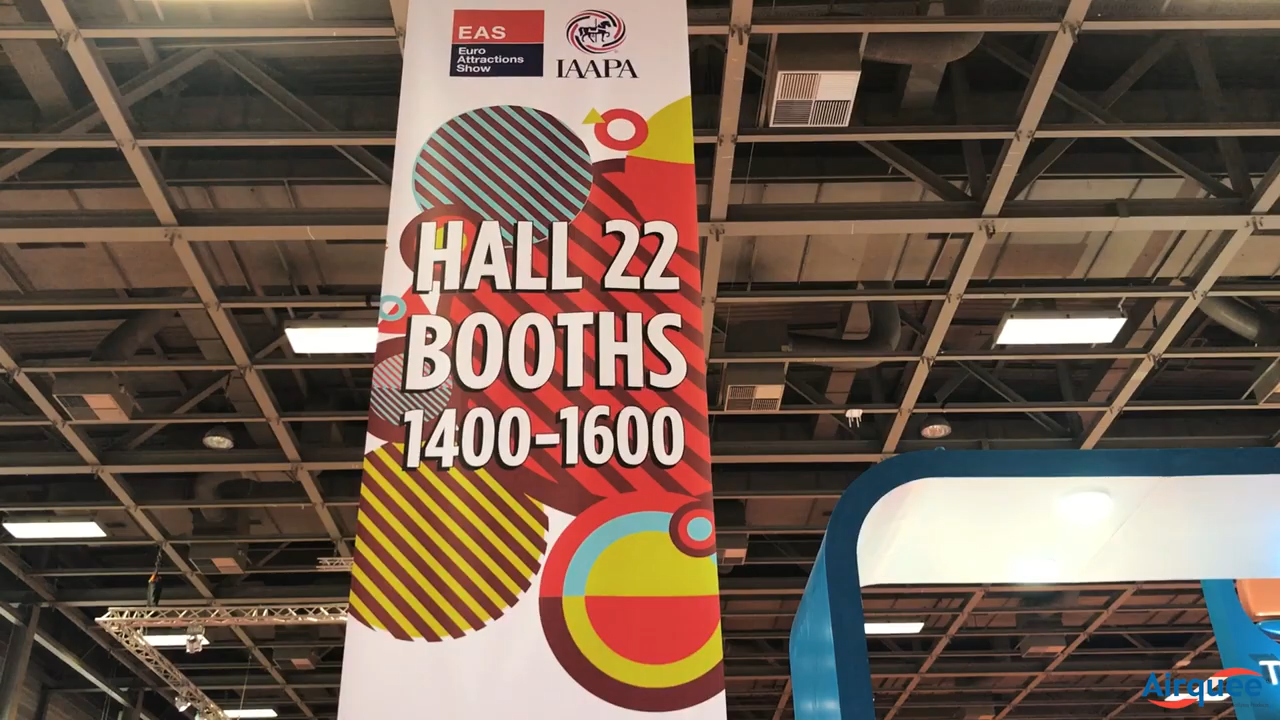 EAS
Euro
Attractions
Show
IAAPA
HALL 22
BOOTHS
1400-1600
T
Airquee